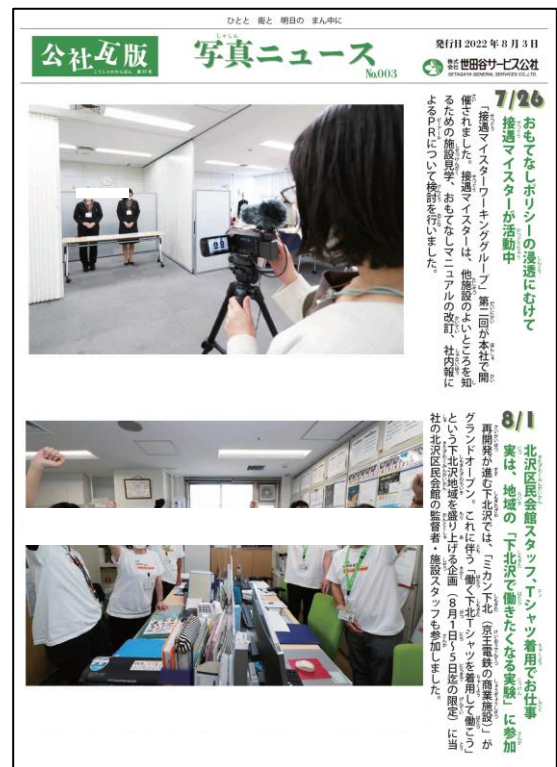 ひとと 街と 明日の まん中に
公社瓦版
こうしゃかわらばん
写真ニュース
しゃしん
No.003
発行日 2022 年 8 月 3 日
株式会社 世田谷サービス公社
SETAGAYA GENERAL SERVICES CO.,LTD.
7/26
おもてなしポリシーの浸透にむけて
接遇マイスターが活動中
「接遇マイスターワーキンググループ」第二回が本社で開
催されました。接遇マイスターは、他施設のよいところを知
るための施設見学、おもてなしマニュアルの改訂、社内報に
よるPRについて検討を行いました。
8/1
北沢区民会館スタッフ、Tシャツ着用でお仕事
実は、地域の「下北沢で働きたくなる実験」に参加
再開発が進む下北沢では、「ミカン下北（京王電鉄の商業施設）」が
グランドオープン。これに伴う「働く下北Tシャツを着用して働こう」
という下北沢地域を盛り上げる企画（8月1日～5日迄の限定）に当
社の北沢区民会館の監督者・施設スタッフも参加しました。